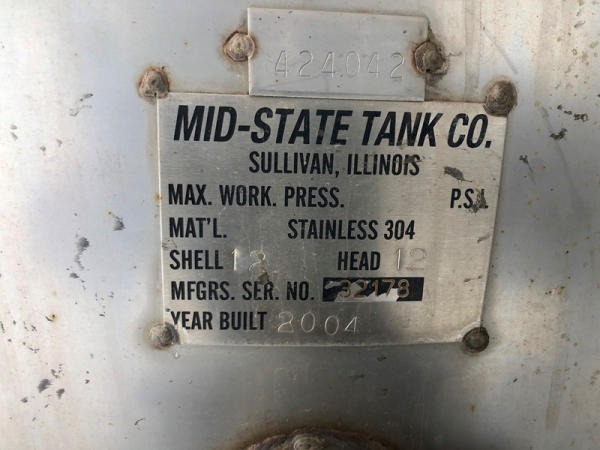 424042
MID-STATE TANK CO.
SULLIVAN, ILLINOIS
MAX. WORK. PRESS. P.S.I.
MAT'L. STAINLESS 304
SHELL 12 HEAD 12
MFGRS. SER. NO. 32178
YEAR BUILT 2004